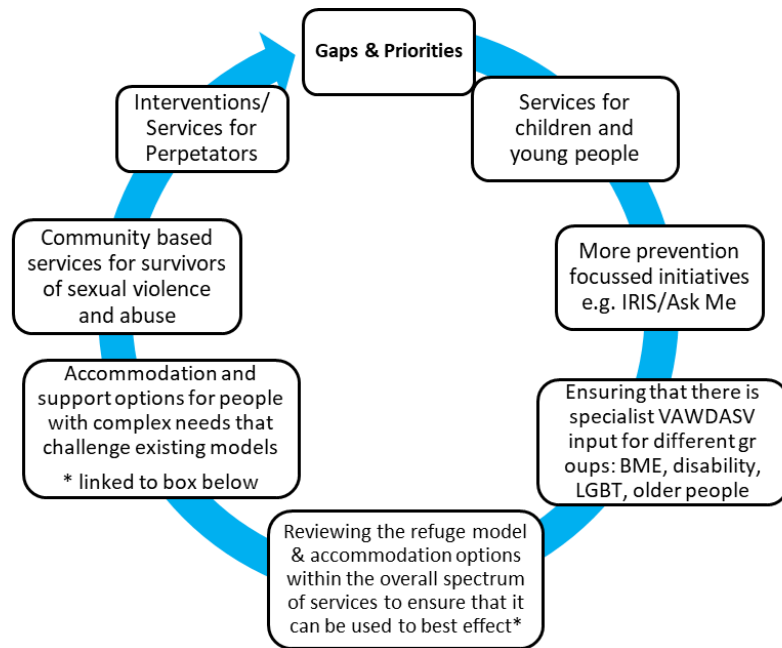 Gaps & Priorities
Services for
children and
young people
More prevention
focussed initiatives
e.g. IRIS/Ask Me
Ensuring that there is
specialist VAWDASV
input for different gr
oups: BME, disability,
LGBT, older people
Reviewing the refuge model
& accommodation options
within the overall spectrum
of services to ensure that it
can be used to best effect*
Accommodation and
support options for people
with complex needs that
challenge existing models
* linked to box below
Community based
services for survivors
of sexual violence
and abuse
Interventions/
Services for
Perpetators